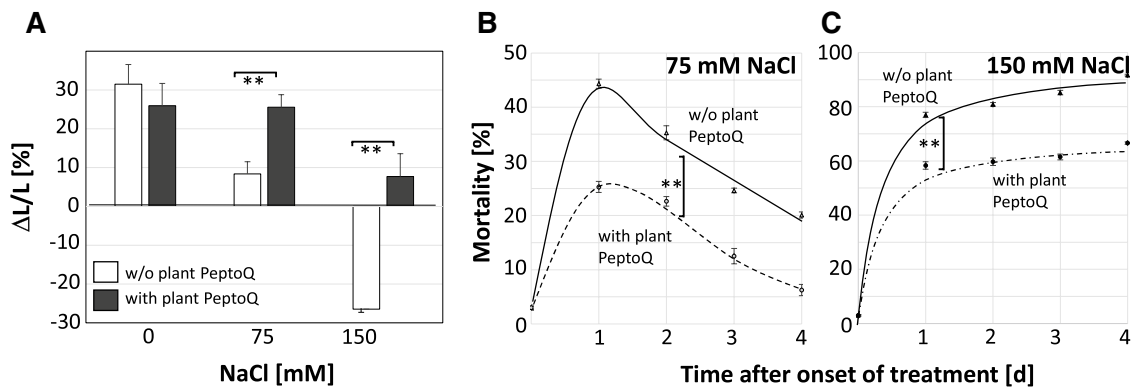 A
ΔL/L [%]
30
20
10
0
-10
-20
-30
**
**
w/o plant PeptoQ
with plant PeptoQ
0 75 150
NaCl [mM]
B
75 mM NaCl
Mortality [%]
50
40
30
20
10
0
w/o plant
PeptoQ
**
with plant
PeptoQ
1 2 3 4
C
150 mM NaCl
100
80
60
40
20
0
w/o plant
PeptoQ
**
with plant
PeptoQ
1 2 3 4
Time after onset of treatment [d]